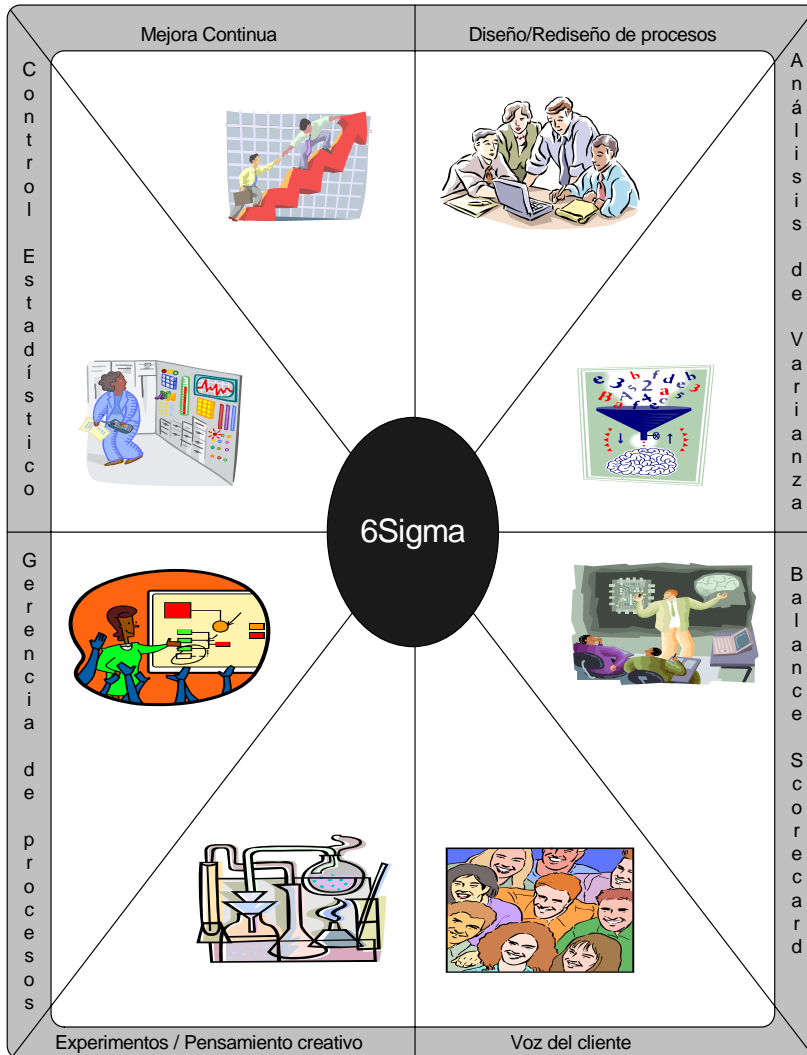 Mejora Continua
Diseño/Rediseño de procesos
Control Estadístico
Análisis de Varianza
6Sigma
Gerencia de procesos
Balance Scorecard
Experimentos / Pensamiento creativo
Voz del cliente